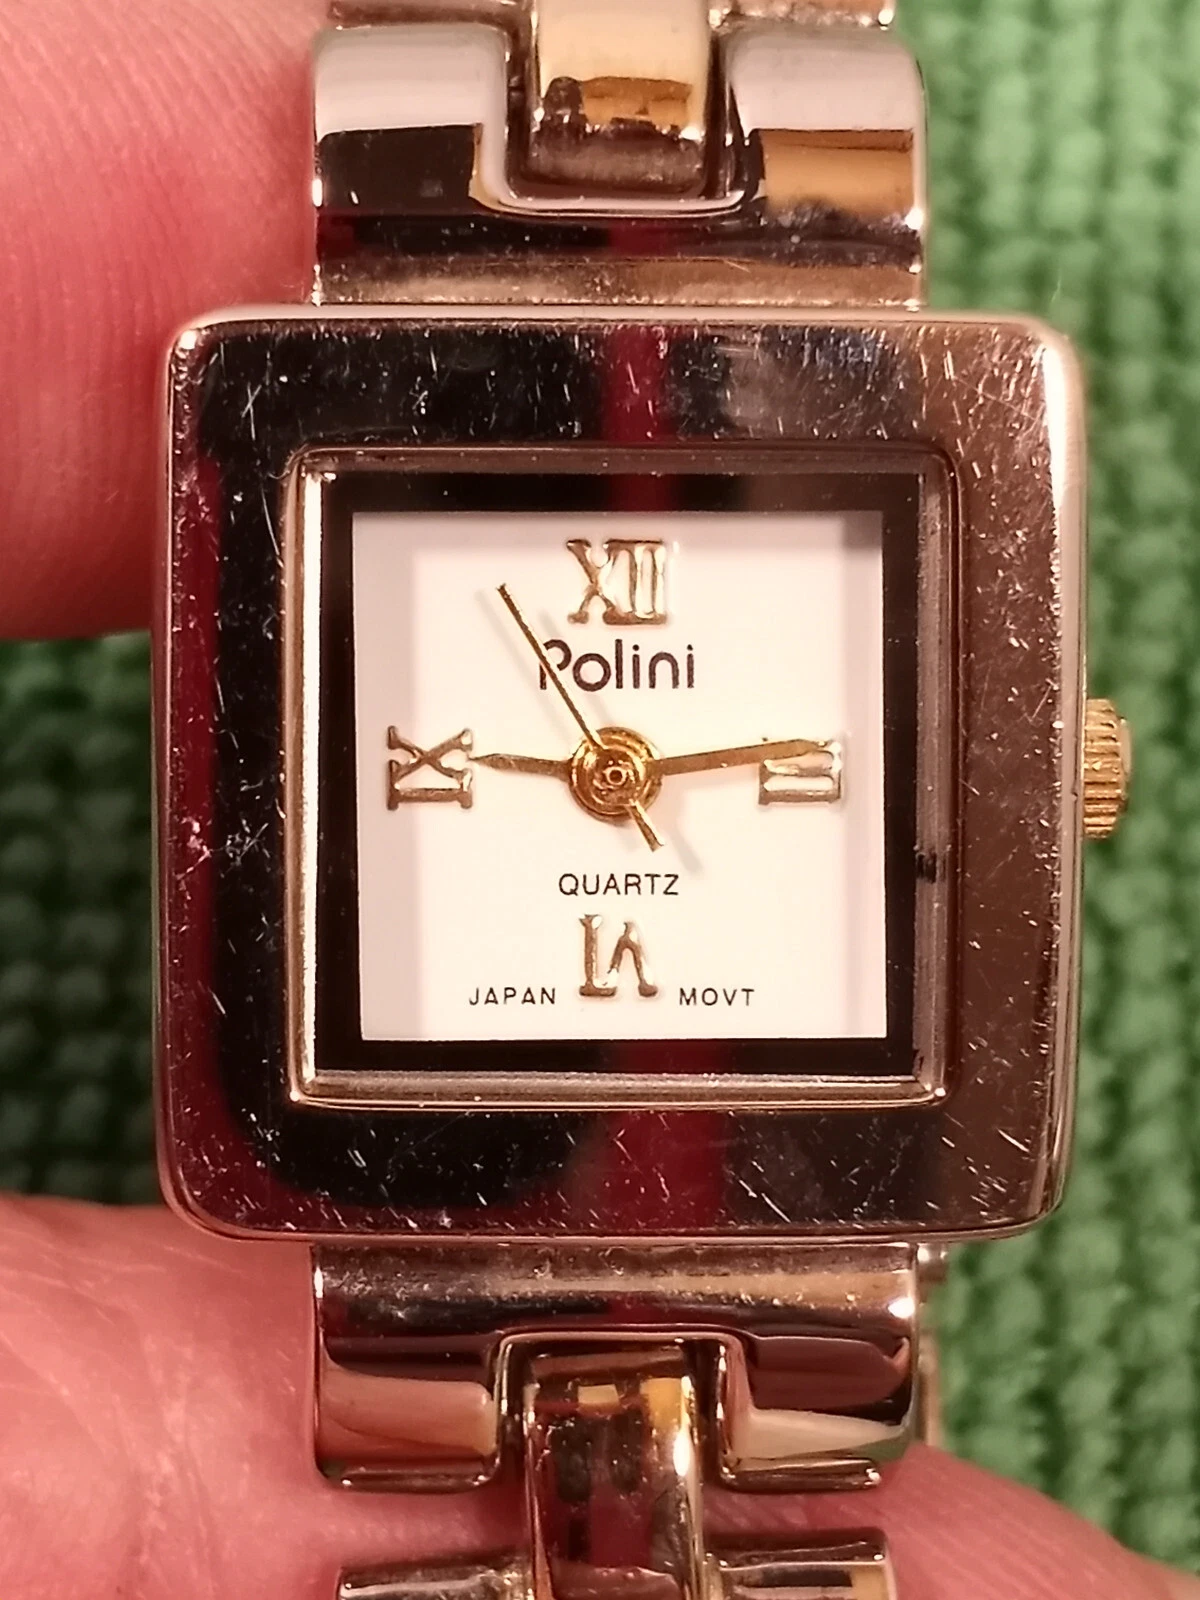 XII
Polini
IX III
QUARTZ
VI
JAPAN MOVT